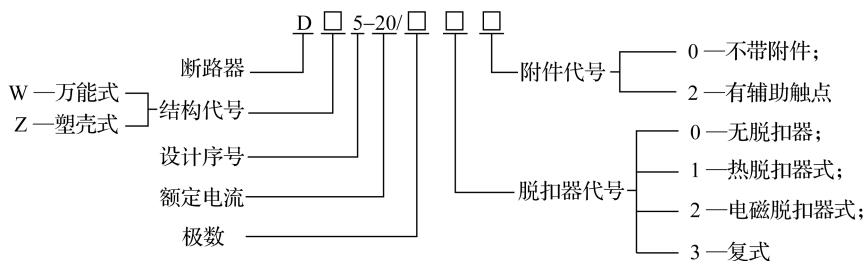 D□5-20/□□□
断路器
W—万能式
Z—塑壳式
结构代号
设计序号
额定电流
极数
附件代号
0—不带附件；
2—有辅助触点
脱扣器代号
0—无脱扣器；
1—热脱扣器式；
2—电磁脱扣器式；
3—复式